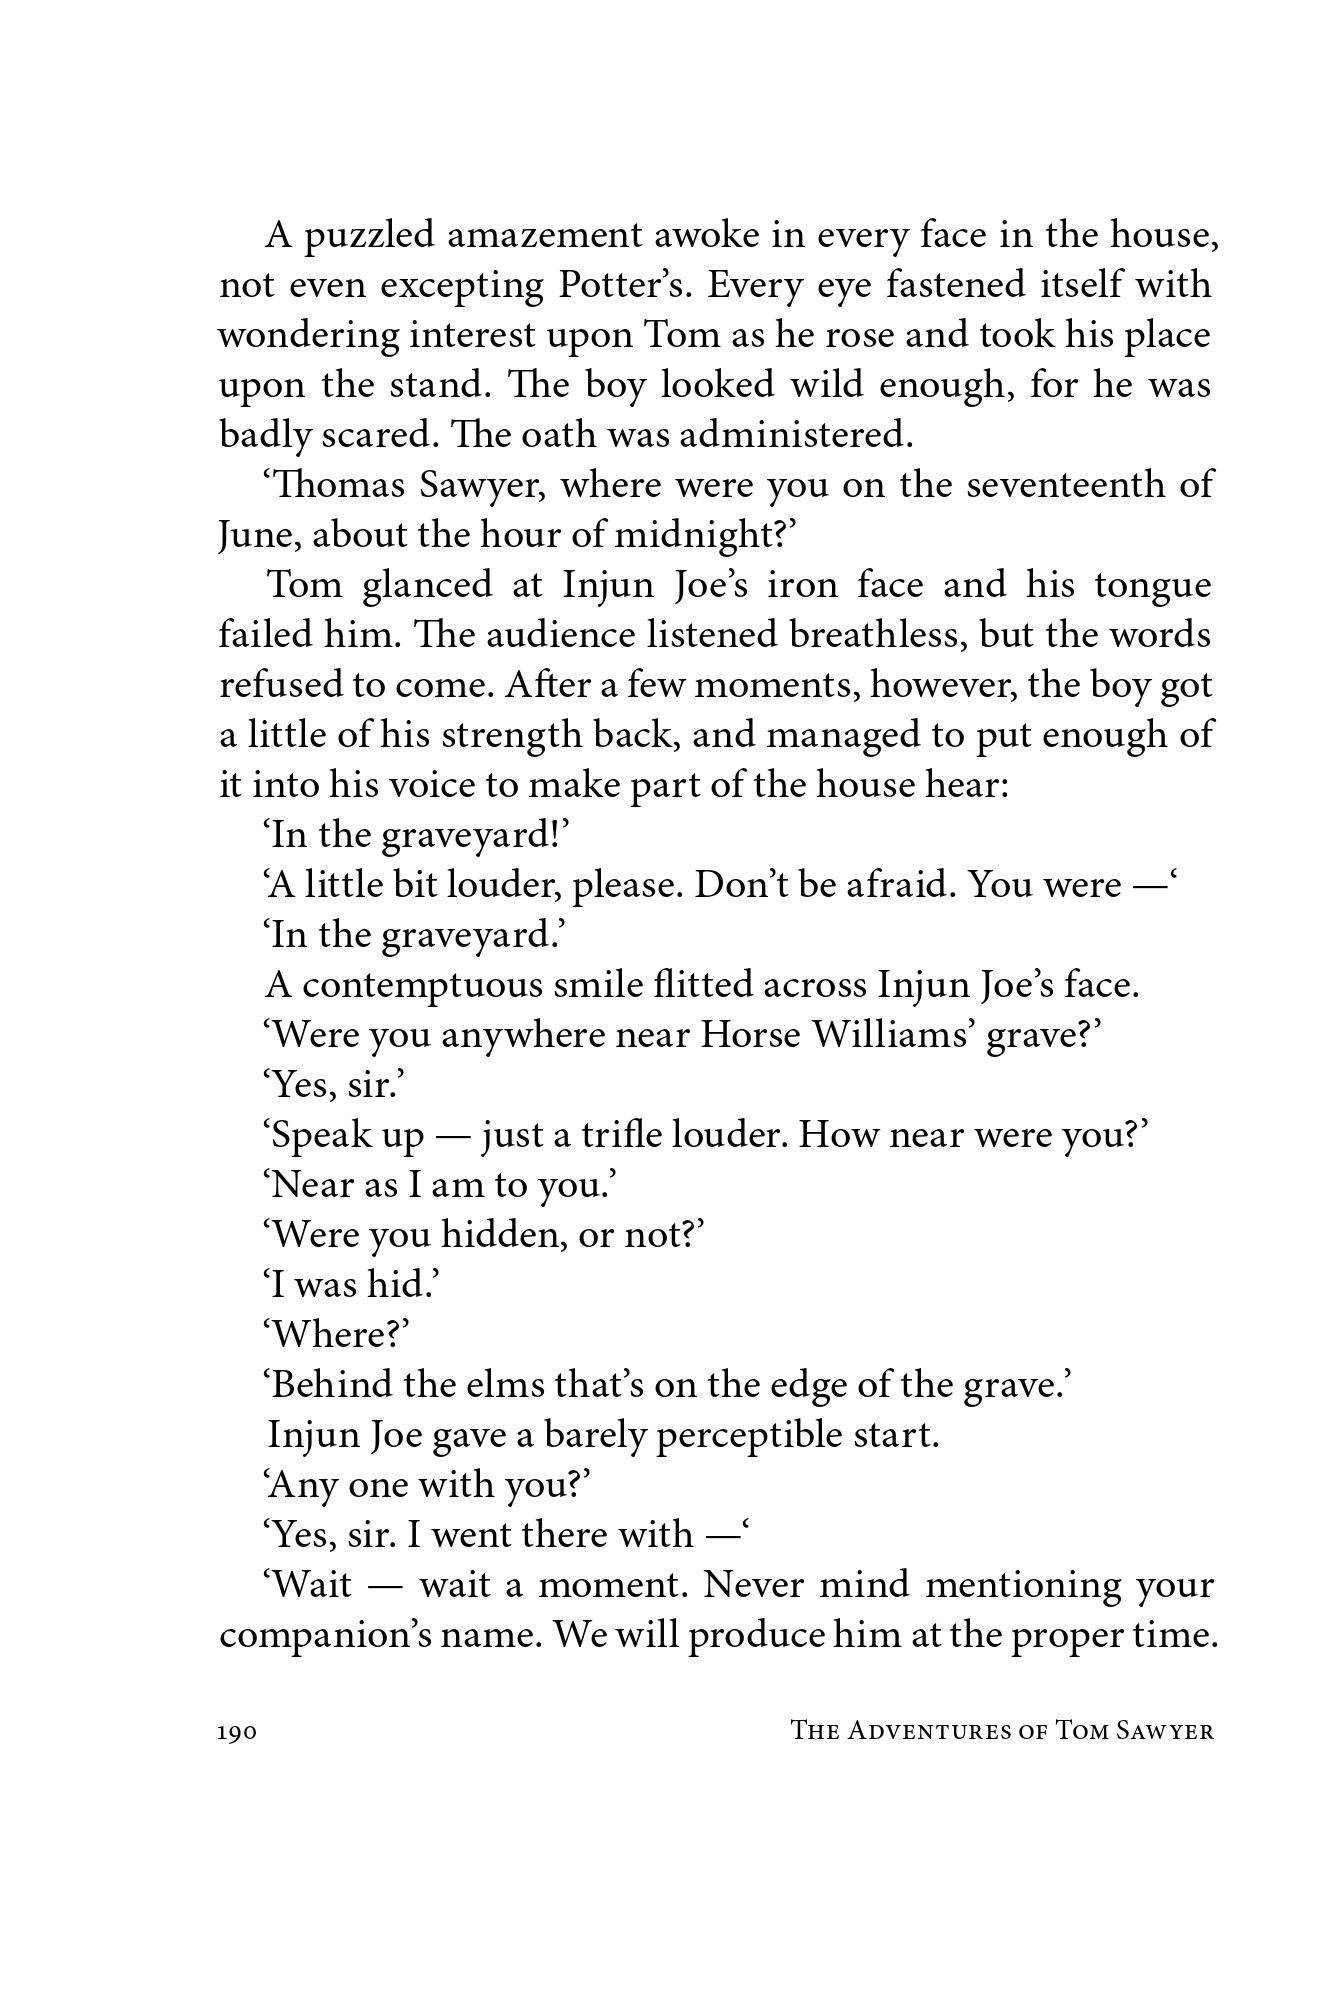 A puzzled amazement awoke in every face in the house,
not even excepting Potter’s. Every eye fastened itself with
wondering interest upon Tom as he rose and took his place
upon the stand. The boy looked wild enough, for he was
badly scared. The oath was administered.
‘Thomas Sawyer, where were you on the seventeenth of
June, about the hour of midnight?’
Tom glanced at Injun Joe’s iron face and his tongue
failed him. The audience listened breathless, but the words
refused to come. After a few moments, however, the boy got
a little of his strength back, and managed to put enough of
it into his voice to make part of the house hear:
‘In the graveyard!’
‘A little bit louder, please. Don’t be afraid. You were —‘
‘In the graveyard.’
A contemptuous smile flitted across Injun Joe’s face.
‘Were you anywhere near Horse Williams’ grave?’
‘Yes, sir.’
‘Speak up — just a trifle louder. How near were you?’
‘Near as I am to you.’
‘Were you hidden, or not?’
‘I was hid.’
‘Where?’
‘Behind the elms that’s on the edge of the grave.’
Injun Joe gave a barely perceptible start.
‘Any one with you?’
‘Yes, sir. I went there with —‘
‘Wait — wait a moment. Never mind mentioning your
companion’s name. We will produce him at the proper time.
190 The Adventures of Tom Sawyer